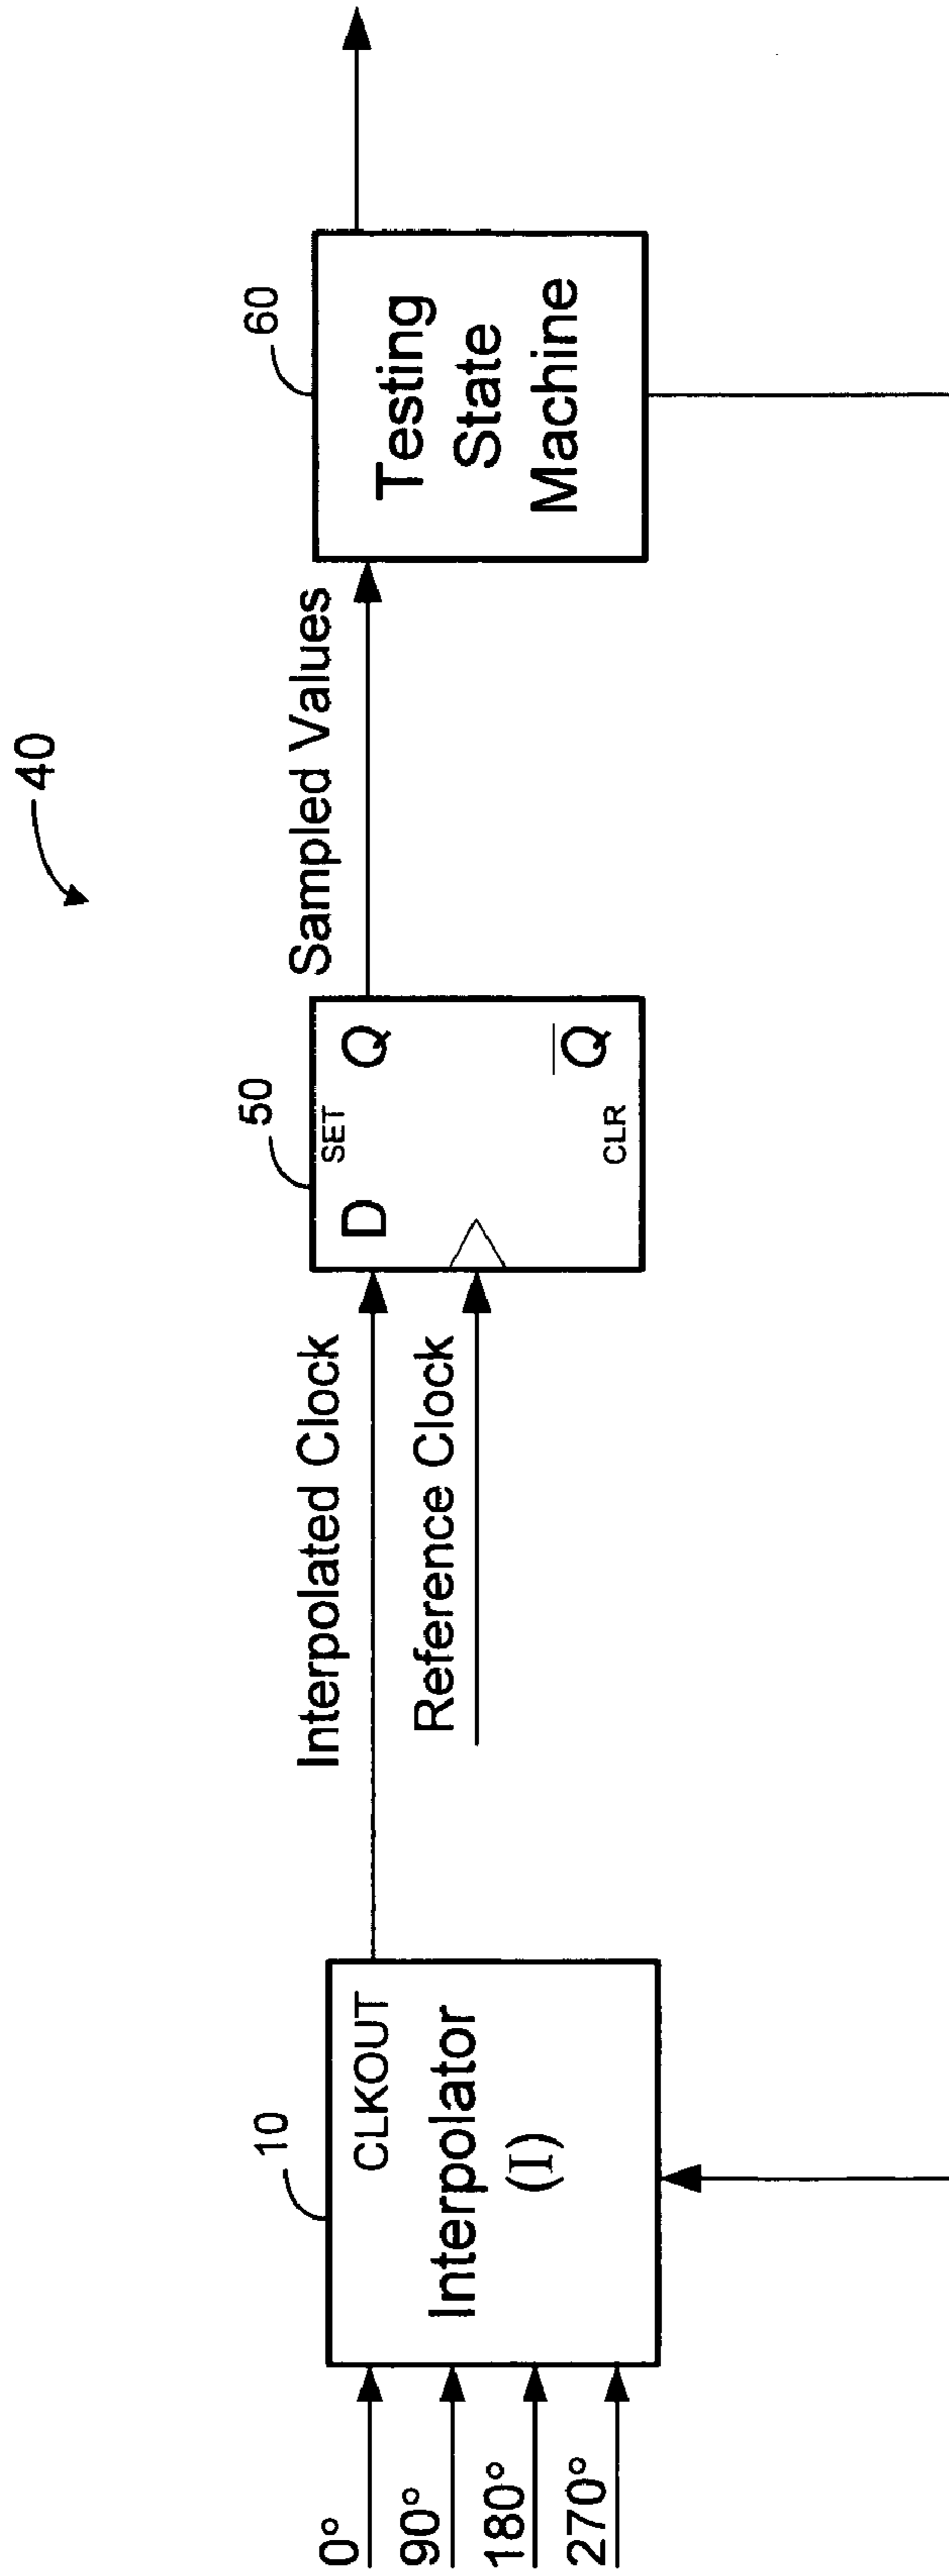 40
0°
90°
180°
270°
10
CLKOUT
Interpolator
(I)
Interpolated Clock
Reference Clock
50
SET
D
Q
Q̅
CLR
Sampled Values
60
Testing
State
Machine